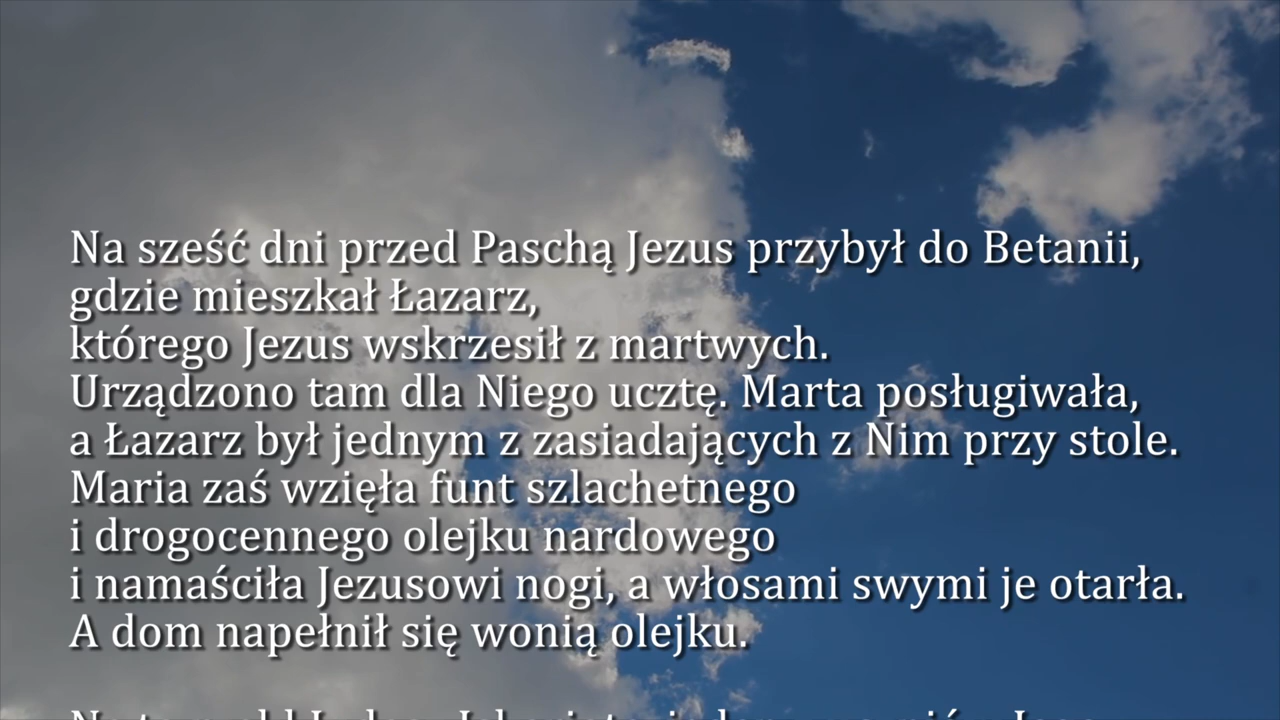 Na sześć dni przed Paschą Jezus przybył do Betanii,
gdzie mieszkał Łazarz,
którego Jezus wskrzesił z martwych.
Urządzono tam dla Niego ucztę. Marta posługiwała,
a Łazarz był jednym z zasiadających z Nim przy stole.
Maria zaś wzięła funt szlachetnego
i drogocennego olejku nardowego
i namaściła Jezusowi nogi, a włosami swymi je otarła.
A dom napełnił się wonią olejku.